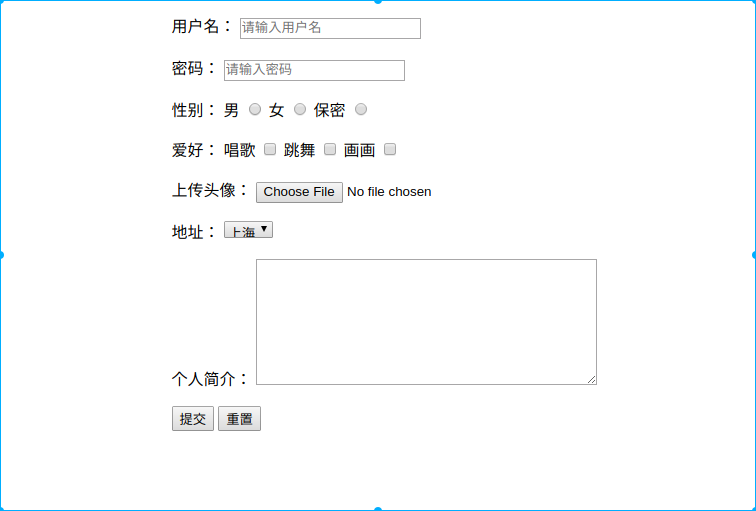 用户名： 请输入用户名
密码： 请输入密码
性别： 男 女 保密
爱好： 唱歌 跳舞 画画
上传头像： Choose File No file chosen
地址： 上海
个人简介：
提交 重置